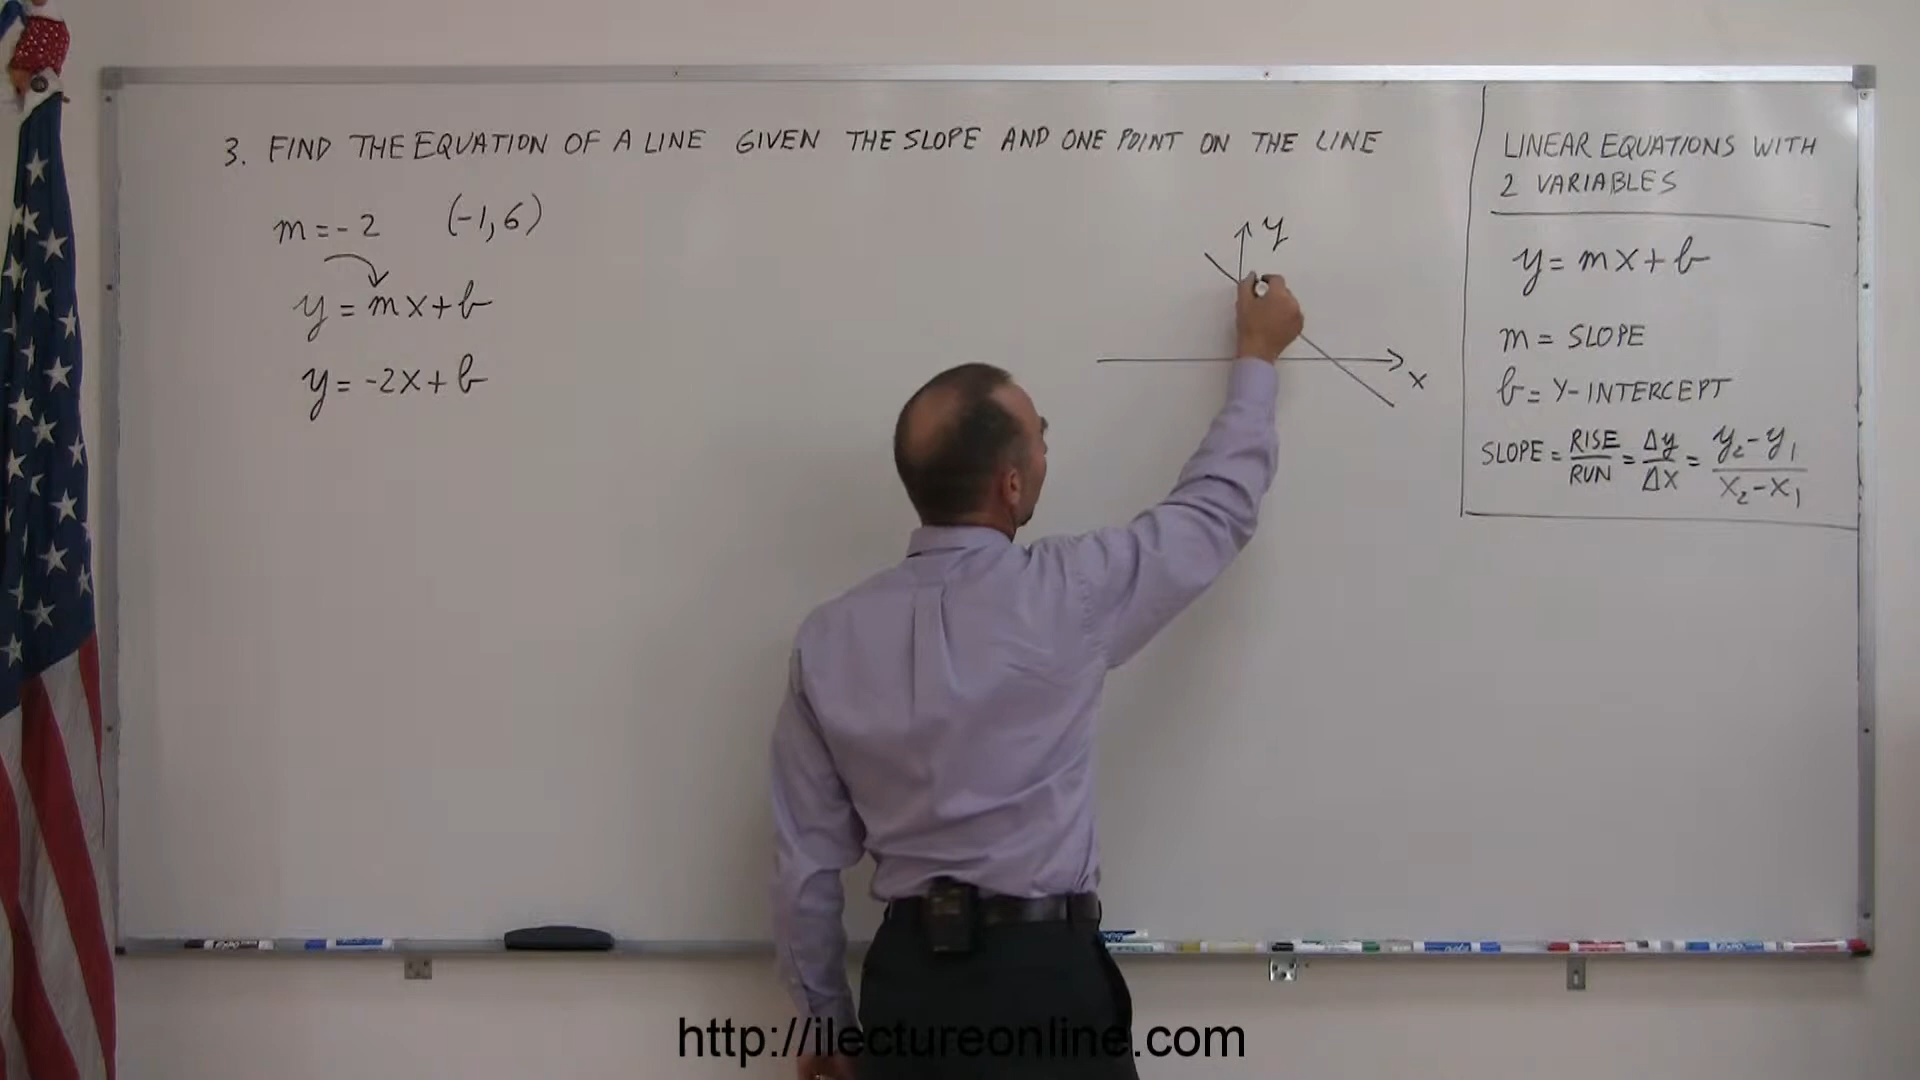 3. FIND THE EQUATION OF A LINE GIVEN THE SLOPE AND ONE POINT ON THE LINE
m = -2 (-1,6)
y = mx+b
y = -2x+b
y
x
LINEAR EQUATIONS WITH
2 VARIABLES
y = mx+b
m = SLOPE
b = Y-INTERCEPT
SLOPE = RISE/RUN = Δy/Δx = y₂-y₁/x₂-x₁
http://ilectureonline.com